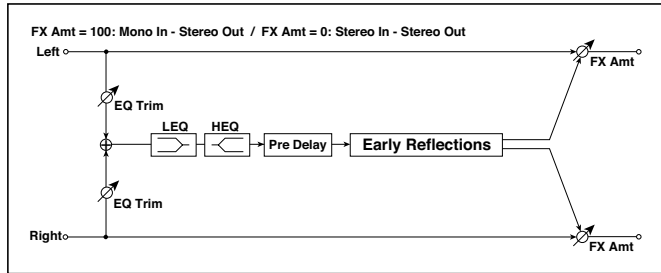 FX Amt = 100: Mono In - Stereo Out / FX Amt = 0: Stereo In - Stereo Out
Left
FX Amt
EQ Trim
LEQ
HEQ
Pre Delay
Early Reflections
EQ Trim
Right
FX Amt